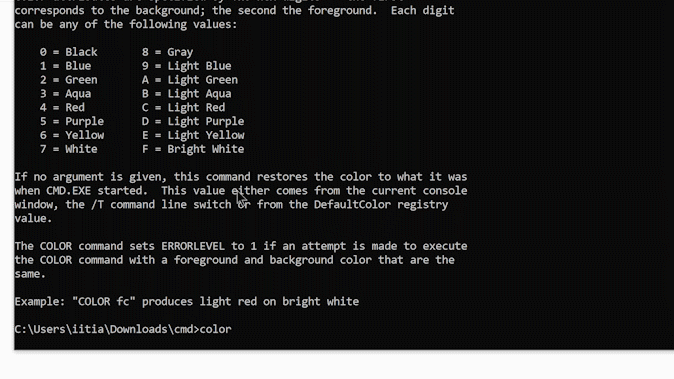 corresponds to the background; the second the foreground.  Each digit
can be any of the following values:
0 = Black       8 = Gray
1 = Blue        9 = Light Blue
2 = Green       A = Light Green
3 = Aqua        B = Light Aqua
4 = Red         C = Light Red
5 = Purple      D = Light Purple
6 = Yellow      E = Light Yellow
7 = White       F = Bright White
If no argument is given, this command restores the color to what it was
when CMD.EXE started.  This value either comes from the current console
window, the /T command line switch or from the DefaultColor registry
value.
The COLOR command sets ERRORLEVEL to 1 if an attempt is made to execute
the COLOR command with a foreground and background color that are the
same.
Example: "COLOR fc" produces light red on bright white
C:\Users\iitia\Downloads\cmd>color